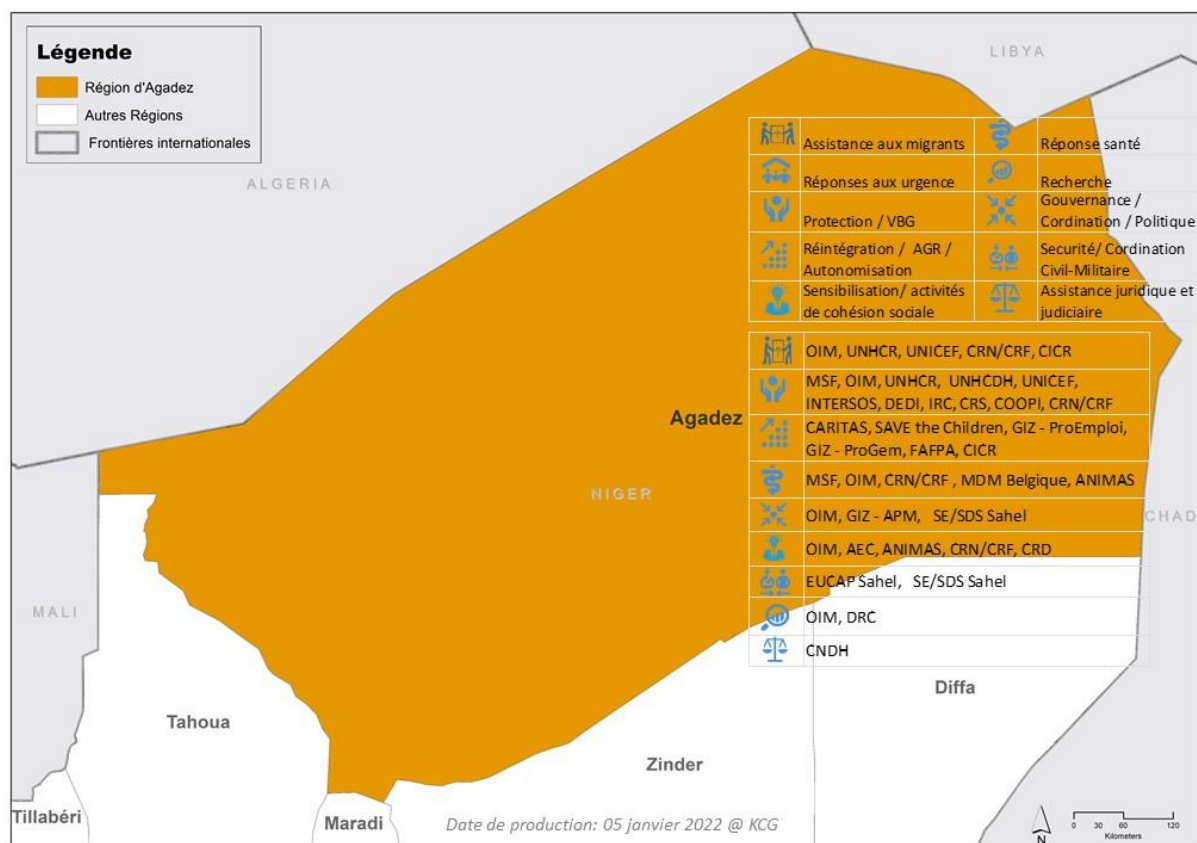 Légende
Région d'Agadez
Autres Régions
Frontières internationales
LIBYA
ALGERIA
Assistance aux migrants
Réponse santé
Réponses aux urgence
Recherche
Protection / VBG
Gouvernance /
Cordination / Politique
Réintégration / AGR /
Autonomisation
Securité/ Cordination
Civil-Militaire
Sensibilisation/ activités
de cohésion sociale
Assistance juridique et
judiciaire
OIM, UNHCR, UNICEF, CRN/CRF, CICR
MSF, OIM, UNHCR, UNHCDH, UNICEF,
INTERSOS, DEDI, IRC, CRS, COOPI, CRN/CRF
Agadez
CARITAS, SAVE the Children, GIZ - ProEmploi,
GIZ - ProGem, FAFPA, CICR
MSF, OIM, CRN/CRF , MDM Belgique, ANIMAS
NIGER
OIM, GIZ - APM, SE/SDS Sahel
CHAD
OIM, AEC, ANIMAS, CRN/CRF, CRD
EUCAP Sahel, SE/SDS Sahel
MALI
OIM, DRC
CNDH
Diffa
Tahoua
Zinder
Tillabéri
Maradi
Date de production: 05 janvier 2022 @ KCG
N
0 30 60 120
Kilometers